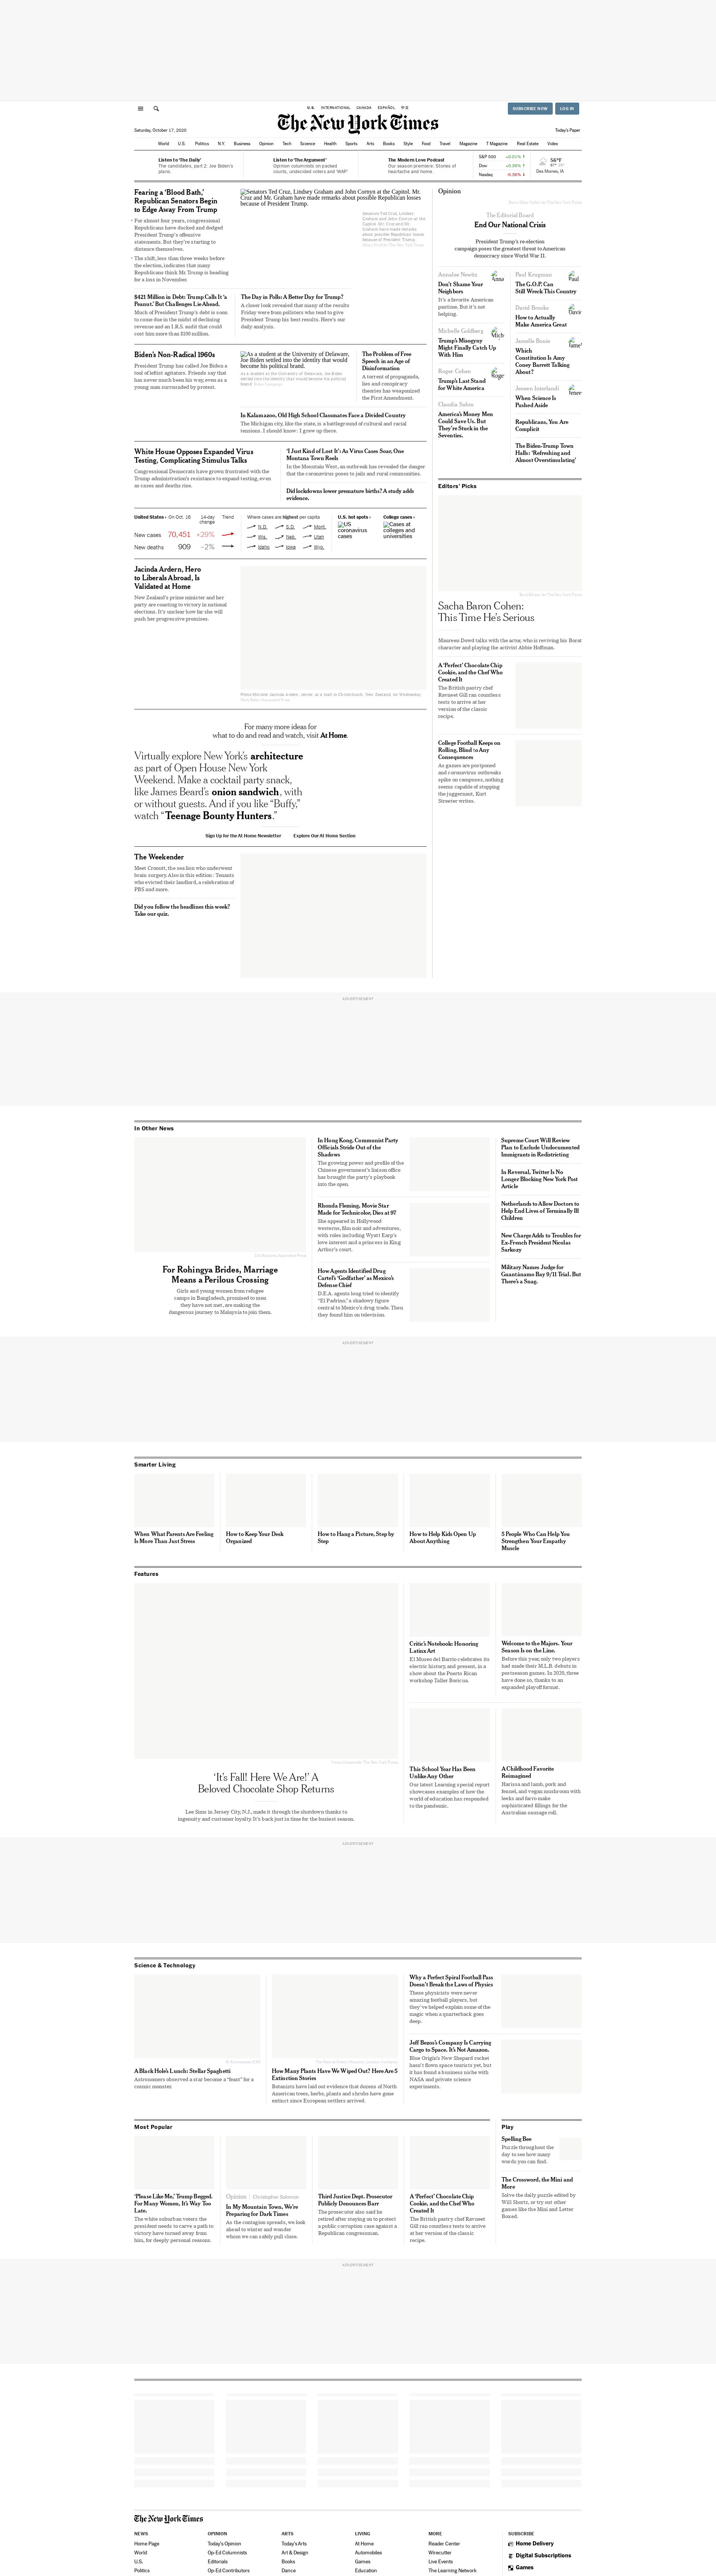 U.S. INTERNATIONAL CANADA ESPAÑOL 中文
SUBSCRIBE NOW LOG IN
The New York Times
Saturday, October 17, 2020
Today's Paper
World U.S. Politics N.Y. Business Opinion Tech Science Health Sports Arts Books Style Food Travel Magazine T Magazine Real Estate Video
Listen to 'The Daily'
The candidates, part 2: Joe Biden's plans.
Listen to 'The Argument'
Opinion columnists on packed courts, undecided voters and 'WAP.'
The Modern Love Podcast
Our season premiere: Stories of heartache and home.
S&P 500 +0.01% ↑
Dow +0.39% ↑
Nasdaq -0.36% ↓
56°F
Des Moines, IA
Fearing a 'Blood Bath,'
Republican Senators Begin
to Edge Away From Trump
• For almost four years, congressional
Republicans have ducked and dodged
President Trump's offensive
statements. But they're starting to
distance themselves.
• The shift, less than three weeks before
the election, indicates that many
Republicans think Mr. Trump is heading
for a loss in November.
Senators Ted Cruz, Lindsey Graham and John Cornyn at the Capitol. Mr.
Cruz and Mr. Graham have made remarks about possible Republican losses
because of President Trump.
Senators Ted Cruz, Lindsey
Graham and John Cornyn at the
Capitol. Mr. Cruz and Mr.
Graham have made remarks
about possible Republican losses
because of President Trump.
$421 Million in Debt: Trump Calls It 'a
Peanut,' But Challenges Lie Ahead.
Much of President Trump's debt is soon
to come due in the midst of declining
revenue and an I.R.S. audit that could
cost him more than $100 million.
The Day in Polls: A Better Day for Trump?
A closer look revealed that many of the results
Friday were from pollsters who tend to give
President Trump his best results. Here's our
daily analysis.
Biden's Non-Radical 1960s
President Trump has called Joe Biden a
tool of leftist agitators. Friends say that
has never much been his way, even as a
young man surrounded by protest.
As a student at the University of Delaware,
Joe Biden settled into the identity that would
become his political brand.
As a student at the University of Delaware, Joe Biden
settled into the identity that would become his political
brand.
The Problem of Free
Speech in an Age of
Disinformation
A torrent of propaganda,
lies and conspiracy
theories has weaponized
the First Amendment.
In Kalamazoo, Old High School Classmates Face a Divided Country
The Michigan city, like the state, is a battleground of cultural and racial
tensions. I should know: I grew up there.
White House Opposes Expanded Virus
Testing, Complicating Stimulus Talks
Congressional Democrats have grown frustrated with the
Trump administration's resistance to expand testing, even
as cases and deaths rise.
'I Just Kind of Lost It': As Virus Cases Soar, One
Montana Town Reels
In the Mountain West, an outbreak has revealed the danger
that the coronavirus poses to jails and rural communities.
Did lockdowns lower premature births? A study adds
evidence.
United States › On Oct. 16 14-day change Trend
New cases 70,451 +29%
New deaths 909 –2%
Where cases are highest per capita
N.D. S.D. Mont.
Wis. Neb. Utah
Idaho Iowa Wyo.
U.S. hot spots ›
US coronavirus cases
College cases ›
Cases at colleges and universities
Jacinda Ardern, Hero
to Liberals Abroad, Is
Validated at Home
New Zealand's prime minister and her
party are coasting to victory in national
elections. It's unclear how far she will
push her progressive promises.
Prime Minister Jacinda Ardern, center, at a mall in Christchurch, New Zealand, on Wednesday.
For many more ideas for
what to do and read and watch, visit At Home.
Virtually explore New York's architecture
as part of Open House New York
Weekend. Make a cocktail party snack,
like James Beard's onion sandwich, with
or without guests. And if you like "Buffy,"
watch "Teenage Bounty Hunters."
Sign Up for the At Home Newsletter Explore Our At Home Section
The Weekender
Meet Cronutt, the sea lion who underwent
brain surgery. Also in this edition: Tenants
who evicted their landlord, a celebration of
PBS and more.
Did you follow the headlines this week?
Take our quiz.
Opinion
The Editorial Board
End Our National Crisis
President Trump's re-election
campaign poses the greatest threat to American
democracy since World War II.
Annalee Newitz
Don't Shame Your
Neighbors
It's a favorite American
pastime. But it's not
helping.
Michelle Goldberg
Trump's Misogyny
Might Finally Catch Up
With Him
Roger Cohen
Trump's Last Stand
for White America
Claudia Sahm
America's Money Men
Could Save Us. But
They're Stuck in the
Seventies.
Paul Krugman
The G.O.P. Can
Still Wreck This Country
David Brooks
How to Actually
Make America Great
Jamelle Bouie
Which
Constitution Is Amy
Coney Barrett Talking
About?
Jessen Interlandi
When Science Is
Pushed Aside
Republicans, You Are
Complicit
The Biden-Trump Town
Halls: 'Refreshing and
Almost Overstimulating'
Editors' Picks
Sacha Baron Cohen:
This Time He's Serious
Maureen Dowd talks with the actor, who is reviving his Borat
character and playing the activist Abbie Hoffman.
A 'Perfect' Chocolate Chip
Cookie, and the Chef Who
Created It
The British pastry chef
Ravneet Gill ran countless
tests to arrive at her
version of the classic
recipe.
College Football Keeps on
Rolling, Blind to Any
Consequences
As games are postponed
and coronavirus outbreaks
spike on campuses, nothing
seems capable of stopping
the juggernaut, Kurt
Streeter writes.
ADVERTISEMENT
In Other News
For Rohingya Brides, Marriage
Means a Perilous Crossing
Girls and young women from refugee
camps in Bangladesh, promised to men
they have not met, are making the
dangerous journey to Malaysia to join them.
In Hong Kong, Communist Party
Officials Stride Out of the
Shadows
The growing power and profile of the
Chinese government's liaison office
has brought the party's playbook
into the open.
Rhonda Fleming, Movie Star
Made for Technicolor, Dies at 97
She appeared in Hollywood
westerns, film noir and adventures,
with roles including Wyatt Earp's
love interest and a princess in King
Arthur's court.
How Agents Identified Drug
Cartel's 'Godfather' as Mexico's
Defense Chief
D.E.A. agents long tried to identify
"El Padrino," a shadowy figure
central to Mexico's drug trade. Then
they found him on television.
Supreme Court Will Review
Plan to Exclude Undocumented
Immigrants in Redistricting
In Reversal, Twitter Is No
Longer Blocking New York Post
Article
Netherlands to Allow Doctors to
Help End Lives of Terminally Ill
Children
New Charge Adds to Troubles for
Ex-French President Nicolas
Sarkozy
Military Names Judge for
Guantánamo Bay 9/11 Trial. But
There's a Snag.
ADVERTISEMENT
Smarter Living
When What Parents Are Feeling
Is More Than Just Stress
How to Keep Your Desk
Organized
How to Hang a Picture, Step by
Step
How to Help Kids Open Up
About Anything
5 People Who Can Help You
Strengthen Your Empathy
Muscle
Features
'It's Fall! Here We Are!' A
Beloved Chocolate Shop Returns
Lee Sims in Jersey City, N.J., made it through the shutdown thanks to
ingenuity and customer loyalty. It's back just in time for the busiest season.
Critic's Notebook: Honoring
Latinx Art
El Museo del Barrio celebrates its
electric history, and present, in a
show about the Puerto Rican
workshop Taller Boricua.
Welcome to the Majors. Your
Season Is on the Line.
Before this year, only two players
had made their M.L.B. debuts in
postseason games. In 2020, three
have done so, thanks to an
expanded playoff format.
This School Year Has Been
Unlike Any Other
Our latest Learning special report
showcases examples of how the
world of education has responded
to the pandemic.
A Childhood Favorite
Reimagined
Harissa and lamb, pork and
fennel, and vegan mushroom with
leeks and farro make
sophisticated fillings for the
Australian sausage roll.
ADVERTISEMENT
Science & Technology
A Black Hole's Lunch: Stellar Spaghetti
Astronomers observed a star become a "feast" for a
cosmic monster.
How Many Plants Have We Wiped Out? Here Are 5
Extinction Stories
Botanists have laid out evidence that dozens of North
American trees, herbs, plants and shrubs have gone
extinct since European settlers arrived.
Why a Perfect Spiral Football Pass
Doesn't Break the Laws of Physics
These physicists were never
amazing football players, but
they've helped explain some of the
magic when a quarterback goes
deep.
Jeff Bezos's Company Is Carrying
Cargo to Space. It's Not Amazon.
Blue Origin's New Shepard rocket
hasn't flown space tourists yet, but
it has found a business niche with
NASA and private science
experiments.
Most Popular
'Please Like Me,' Trump Begged.
For Many Women, It's Way Too
Late.
The white suburban voters the
president needs to carve a path to
victory have turned away from
him, for deeply personal reasons.
Opinion | Christopher Solomon
In My Mountain Town, We're
Preparing for Dark Times
As the contagion spreads, we look
ahead to winter and wonder
whom we can safely pull close.
Third Justice Dept. Prosecutor
Publicly Denounces Barr
The prosecutor also said he
retired after staying on to protect
a public corruption case against a
Republican congressman.
A 'Perfect' Chocolate Chip
Cookie, and the Chef Who
Created It
The British pastry chef Ravneet
Gill ran countless tests to arrive
at her version of the classic
recipe.
Play
Spelling Bee
Puzzle throughout the
day to see how many
words you can find.
The Crossword, the Mini and
More
Solve the daily puzzle edited by
Will Shortz, or try out other
games like the Mini and Letter
Boxed.
ADVERTISEMENT
The New York Times
NEWS
Home Page
World
U.S.
Politics
OPINION
Today's Opinion
Op-Ed Columnists
Editorials
Op-Ed Contributors
ARTS
Today's Arts
Art & Design
Books
Dance
LIVING
At Home
Automobiles
Games
Education
MORE
Reader Center
Wirecutter
Live Events
The Learning Network
SUBSCRIBE
Home Delivery
Digital Subscriptions
Games